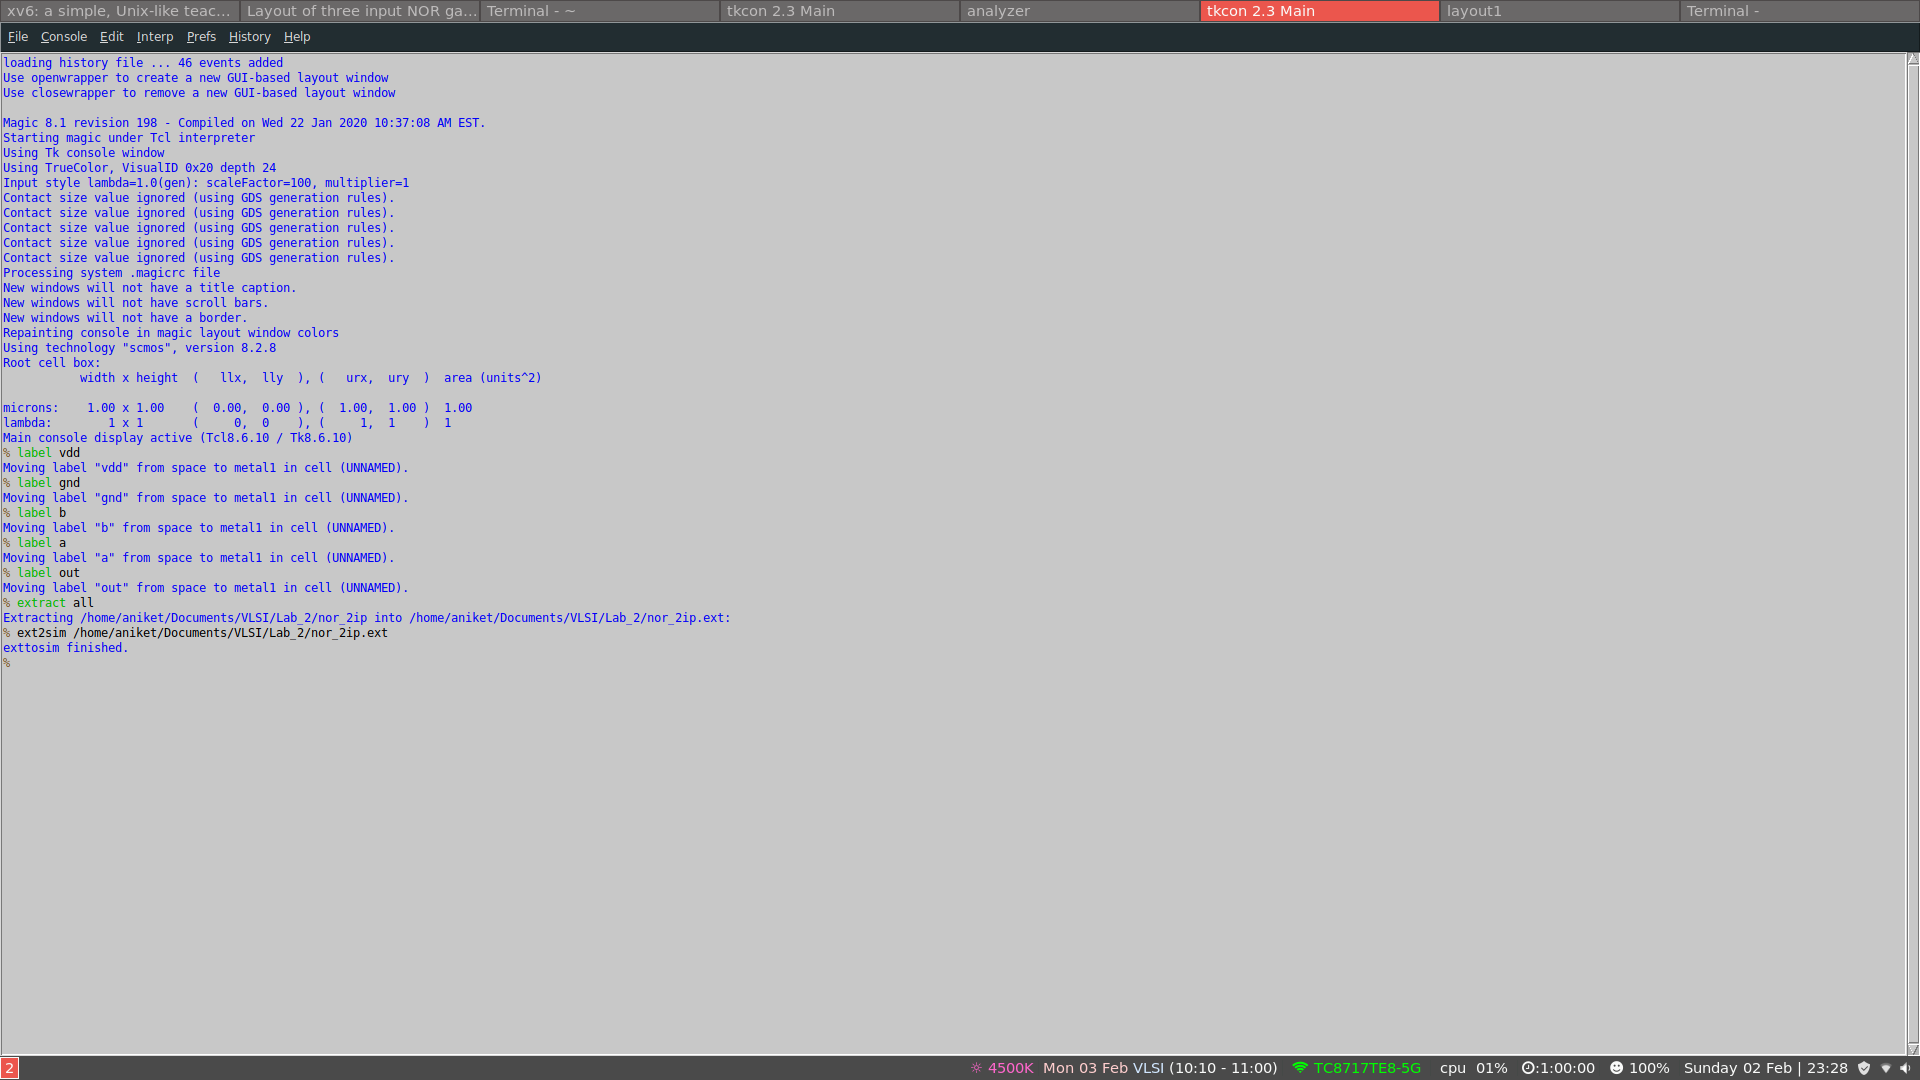 xv6: a simple, Unix-like teac... Layout of three input NOR ga... Terminal - ~ tkcon 2.3 Main analyzer tkcon 2.3 Main layout1 Terminal -
File Console Edit Interp Prefs History Help
loading history file ... 46 events added
Use openwrapper to create a new GUI-based layout window
Use closewrapper to remove a new GUI-based layout window
Magic 8.1 revision 198 - Compiled on Wed 22 Jan 2020 10:37:08 AM EST.
Starting magic under Tcl interpreter
Using Tk console window
Using TrueColor, VisualID 0x20 depth 24
Input style lambda=1.0(gen): scaleFactor=100, multiplier=1
Contact size value ignored (using GDS generation rules).
Contact size value ignored (using GDS generation rules).
Contact size value ignored (using GDS generation rules).
Contact size value ignored (using GDS generation rules).
Contact size value ignored (using GDS generation rules).
Processing system .magicrc file
New windows will not have a title caption.
New windows will not have scroll bars.
New windows will not have a border.
Repainting console in magic layout window colors
Using technology "scmos", version 8.2.8
Root cell box:
width x height ( llx, lly ), ( urx, ury ) area (units^2)
microns: 1.00 x 1.00 ( 0.00, 0.00 ), ( 1.00, 1.00 ) 1.00
lambda: 1 x 1 ( 0, 0 ), ( 1, 1 ) 1
Main console display active (Tcl8.6.10 / Tk8.6.10)
% label vdd
Moving label "vdd" from space to metal1 in cell (UNNAMED).
% label gnd
Moving label "gnd" from space to metal1 in cell (UNNAMED).
% label b
Moving label "b" from space to metal1 in cell (UNNAMED).
% label a
Moving label "a" from space to metal1 in cell (UNNAMED).
% label out
Moving label "out" from space to metal1 in cell (UNNAMED).
% extract all
Extracting /home/aniket/Documents/VLSI/Lab_2/nor_2ip into /home/aniket/Documents/VLSI/Lab_2/nor_2ip.ext:
% ext2sim /home/aniket/Documents/VLSI/Lab_2/nor_2ip.ext
exttosim finished.
%
2 4500K Mon 03 Feb VLSI (10:10 - 11:00) TC8717TE8-5G cpu 01% :1:00:00 100% Sunday 02 Feb | 23:28